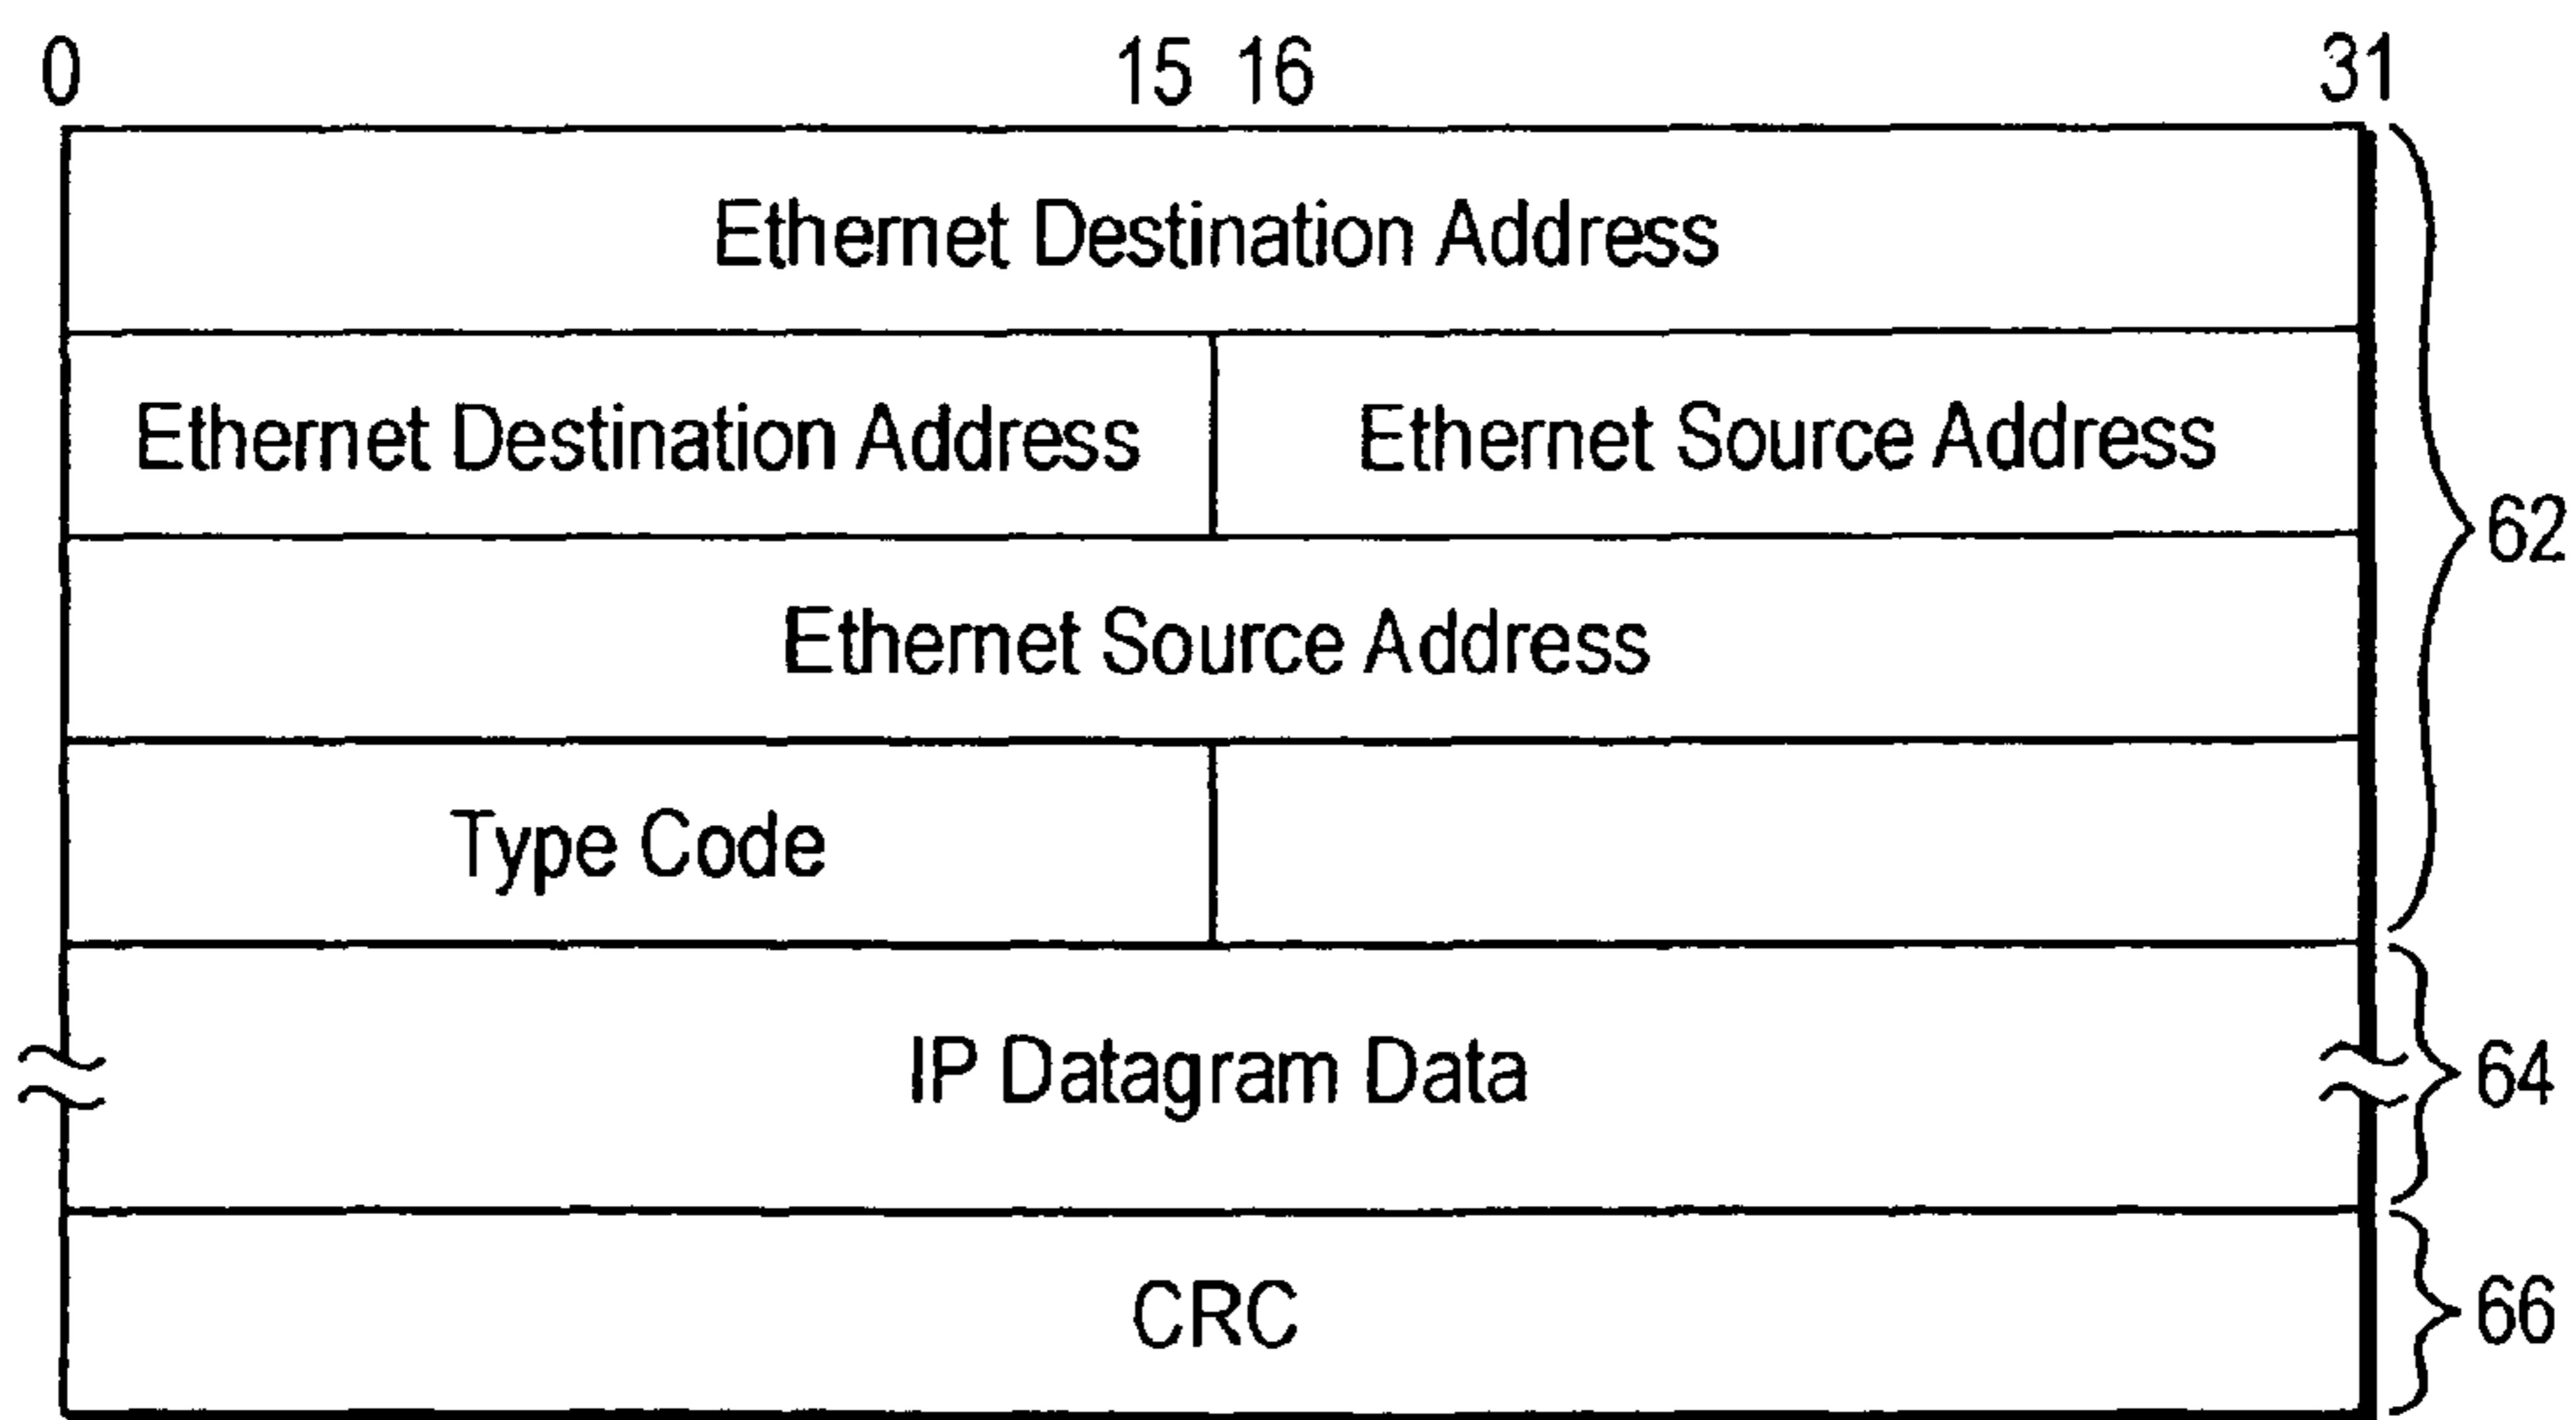 0 15 16 31
Ethernet Destination Address
Ethernet Destination Address Ethernet Source Address
62
Ethernet Source Address
Type Code
IP Datagram Data 64
CRC 66